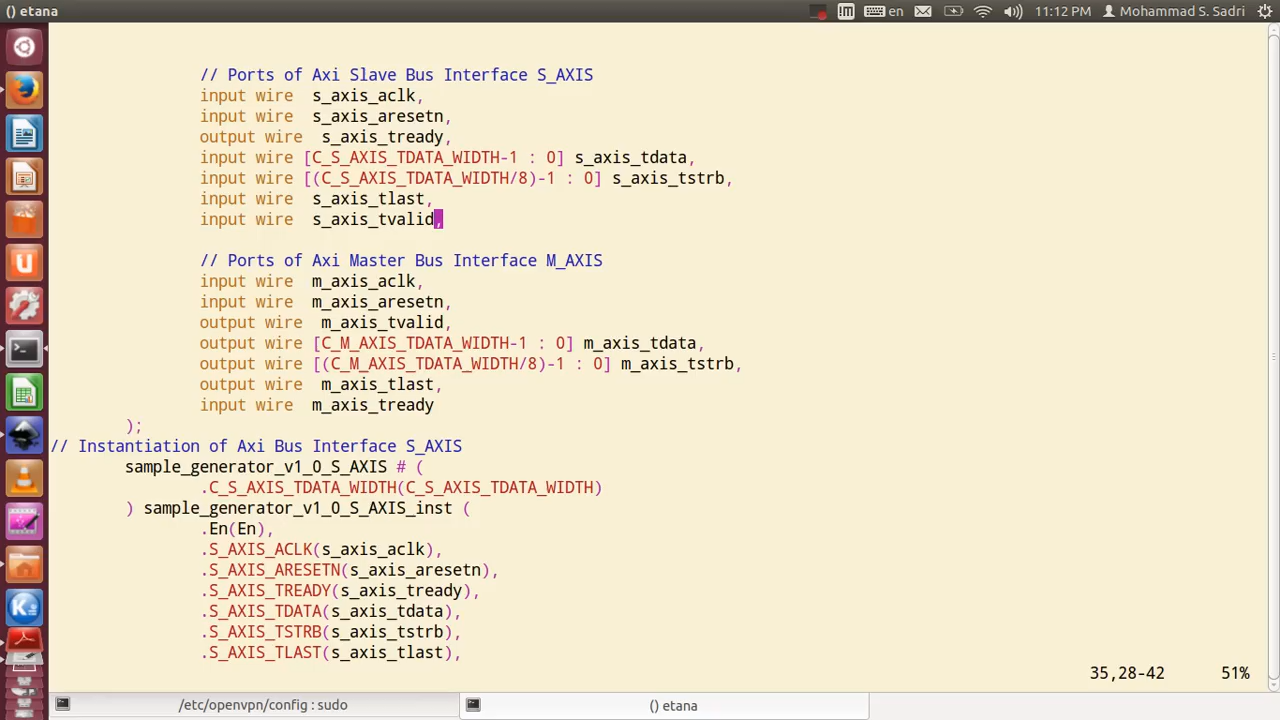 () etana
en
11:12 PM
Mohammad S. Sadri
// Ports of Axi Slave Bus Interface S_AXIS
input wire  s_axis_aclk,
input wire  s_axis_aresetn,
output wire  s_axis_tready,
input wire [C_S_AXIS_TDATA_WIDTH-1 : 0] s_axis_tdata,
input wire [(C_S_AXIS_TDATA_WIDTH/8)-1 : 0] s_axis_tstrb,
input wire  s_axis_tlast,
input wire  s_axis_tvalid,
// Ports of Axi Master Bus Interface M_AXIS
input wire  m_axis_aclk,
input wire  m_axis_aresetn,
output wire  m_axis_tvalid,
output wire [C_M_AXIS_TDATA_WIDTH-1 : 0] m_axis_tdata,
output wire [(C_M_AXIS_TDATA_WIDTH/8)-1 : 0] m_axis_tstrb,
output wire  m_axis_tlast,
input wire  m_axis_tready
);
// Instantiation of Axi Bus Interface S_AXIS
sample_generator_v1_0_S_AXIS # (
.C_S_AXIS_TDATA_WIDTH(C_S_AXIS_TDATA_WIDTH)
) sample_generator_v1_0_S_AXIS_inst (
.En(En),
.S_AXIS_ACLK(s_axis_aclk),
.S_AXIS_ARESETN(s_axis_aresetn),
.S_AXIS_TREADY(s_axis_tready),
.S_AXIS_TDATA(s_axis_tdata),
.S_AXIS_TSTRB(s_axis_tstrb),
.S_AXIS_TLAST(s_axis_tlast),
35,28-42 51%
/etc/openvpn/config : sudo
() etana